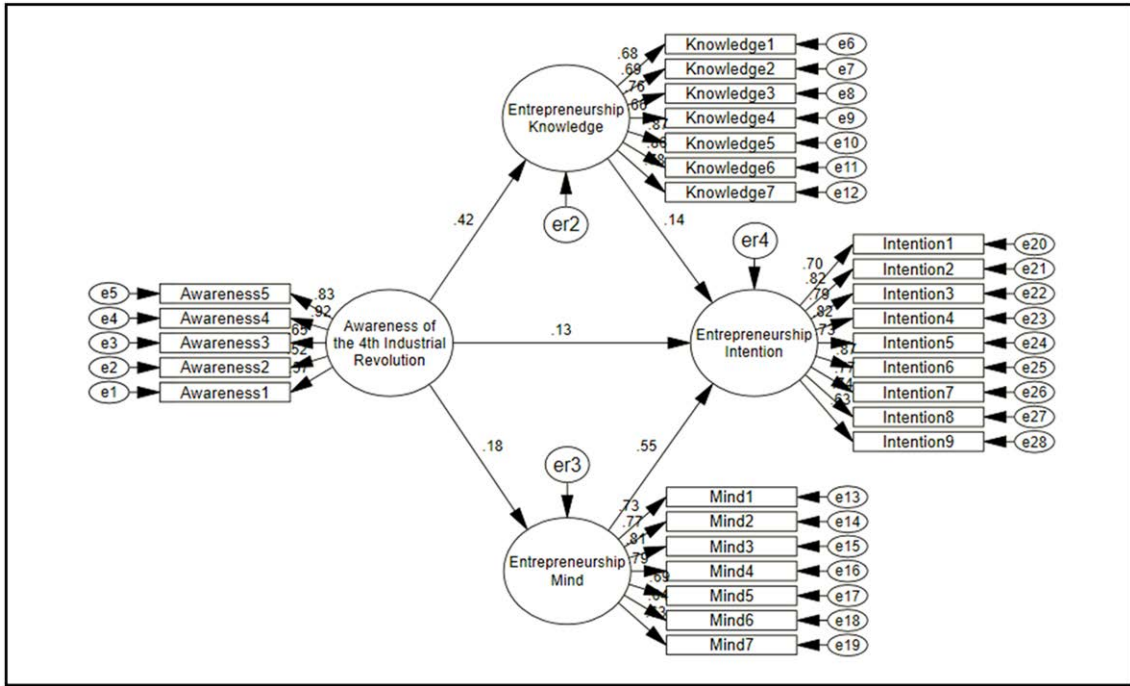 .68
Knowledge1
e6
.69
Knowledge2
e7
.76
Knowledge3
e8
Entrepreneurship
Knowledge
Knowledge4
e9
.87
Knowledge5
e10
Knowledge6
e11
Knowledge7
e12
.42
er2
.14
er4
.70
Intention1
e20
.82
Intention2
e21
.79
Intention3
e22
.82
Intention4
e23
.73
Intention5
e24
.87
Intention6
e25
.77
Intention7
e26
Intention8
e27
.63
Intention9
e28
Entrepreneurship
Intention
e5
Awareness5
.83
e4
Awareness4
.92
e3
Awareness3
.65
e2
Awareness2
.52
e1
Awareness1
Awareness of
the 4th Industrial
Revolution
.13
.18
er3
.55
.73
Mind1
e13
.77
Mind2
e14
.81
Mind3
e15
.79
Mind4
e16
.69
Mind5
e17
Mind6
e18
Mind7
e19
Entrepreneurship
Mind